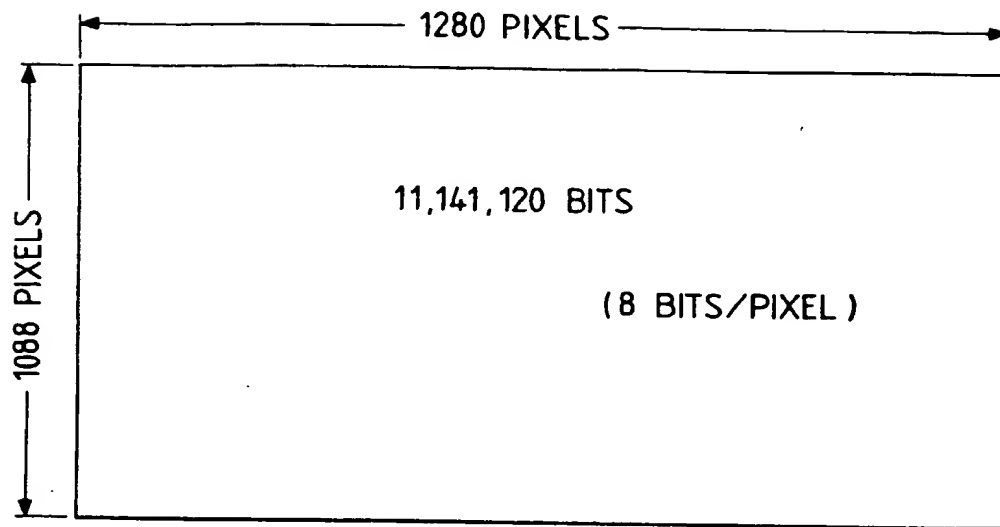 1280 PIXELS
1088 PIXELS
11,141,120 BITS
(8 BITS/PIXEL)